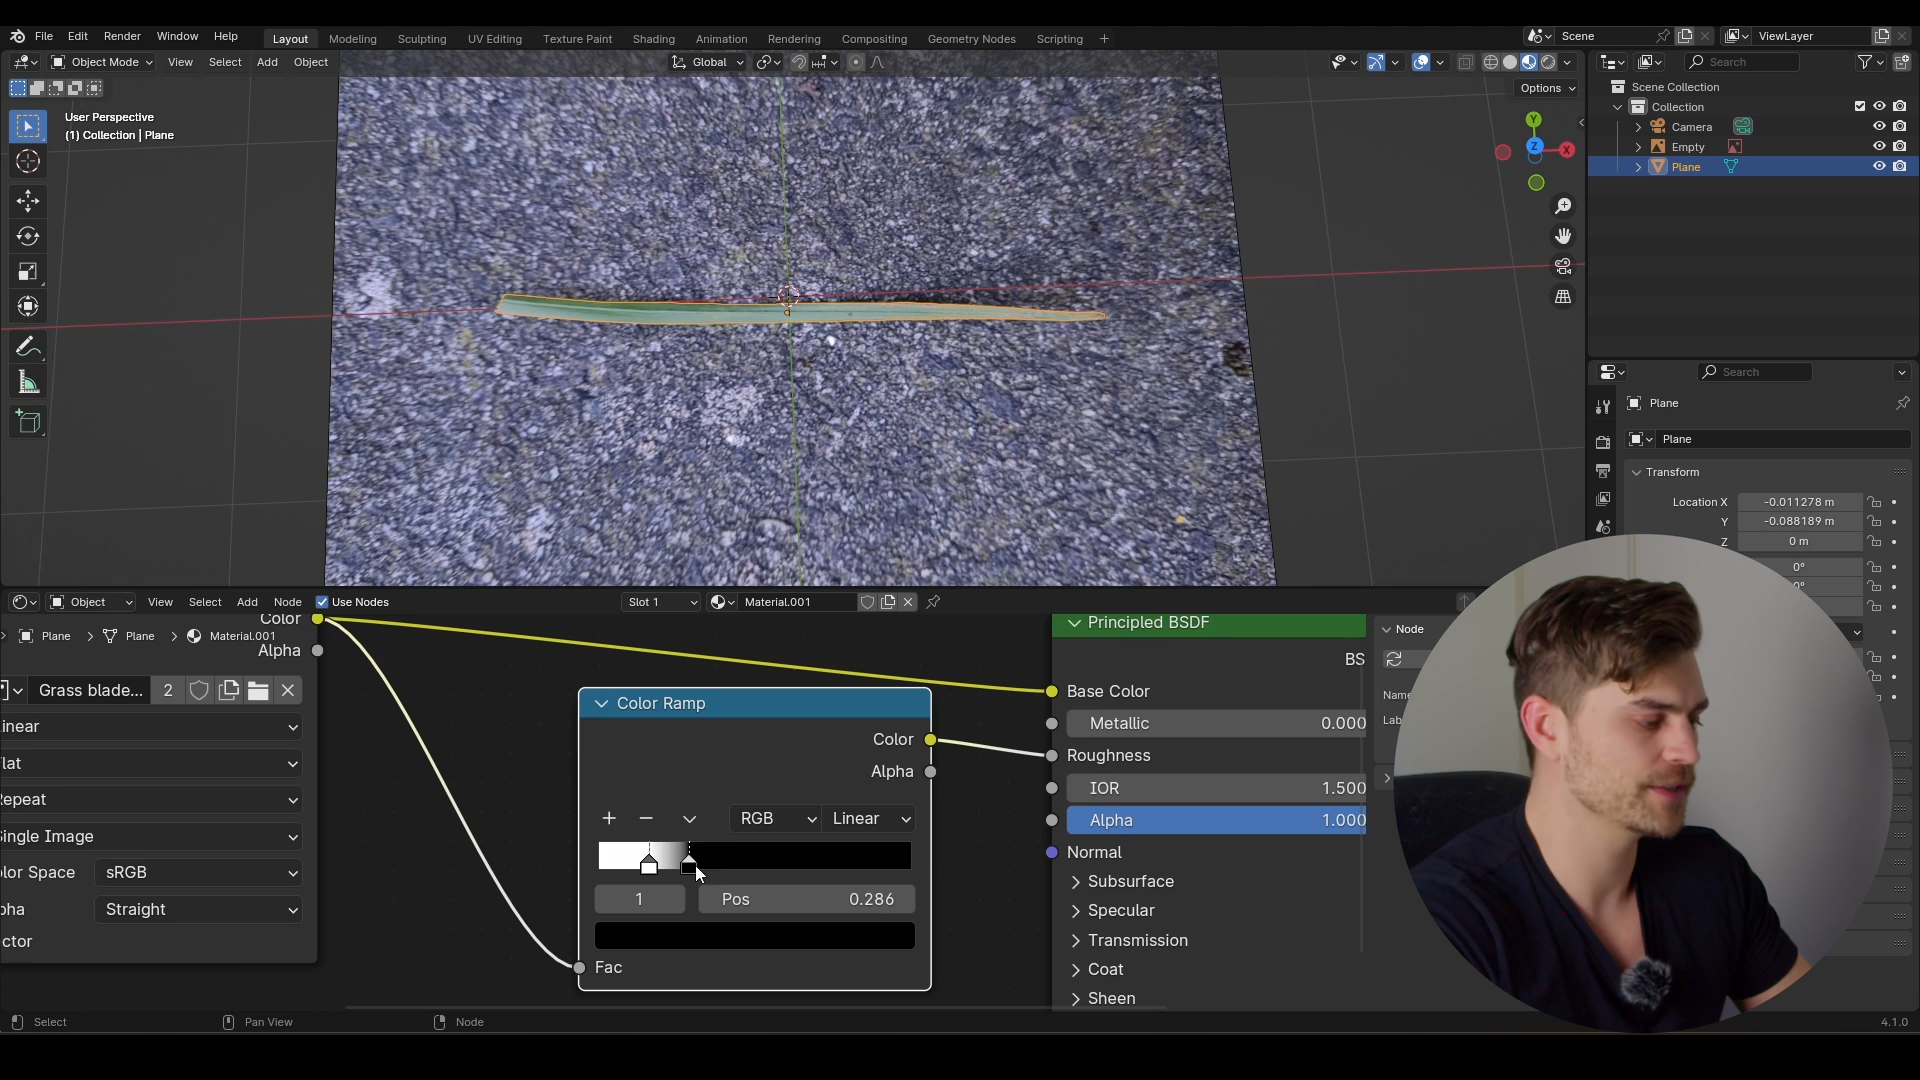 File Edit Render Window Help
Layout Modeling Sculpting UV Editing Texture Paint Shading Animation Rendering Compositing Geometry Nodes Scripting +
Scene
ViewLayer
Object Mode View Select Add Object
Global
Options
Search
User Perspective
(1) Collection | Plane
Y
Z
X
Scene Collection
Collection
Camera
Empty
Plane
Search
Plane
Plane
Transform
Location X -0.011278 m
Y -0.088189 m
Z 0 m
0°
0°
Object View Select Add Node Use Nodes Slot 1 Material.001
Color
Plane > Plane > Material.001
Alpha
Grass blade... 2
inear
lat
Repeat
Single Image
olor Space sRGB
pha Straight
ector
Color Ramp
Color
Alpha
+ −
RGB Linear
1 Pos 0.286
Fac
Principled BSDF
BS
Base Color
Metallic 0.000
Roughness
IOR 1.500
Alpha 1.000
Normal
Subsurface
Specular
Transmission
Coat
Sheen
Node
Name
Lab
Select Pan View Node
4.1.0